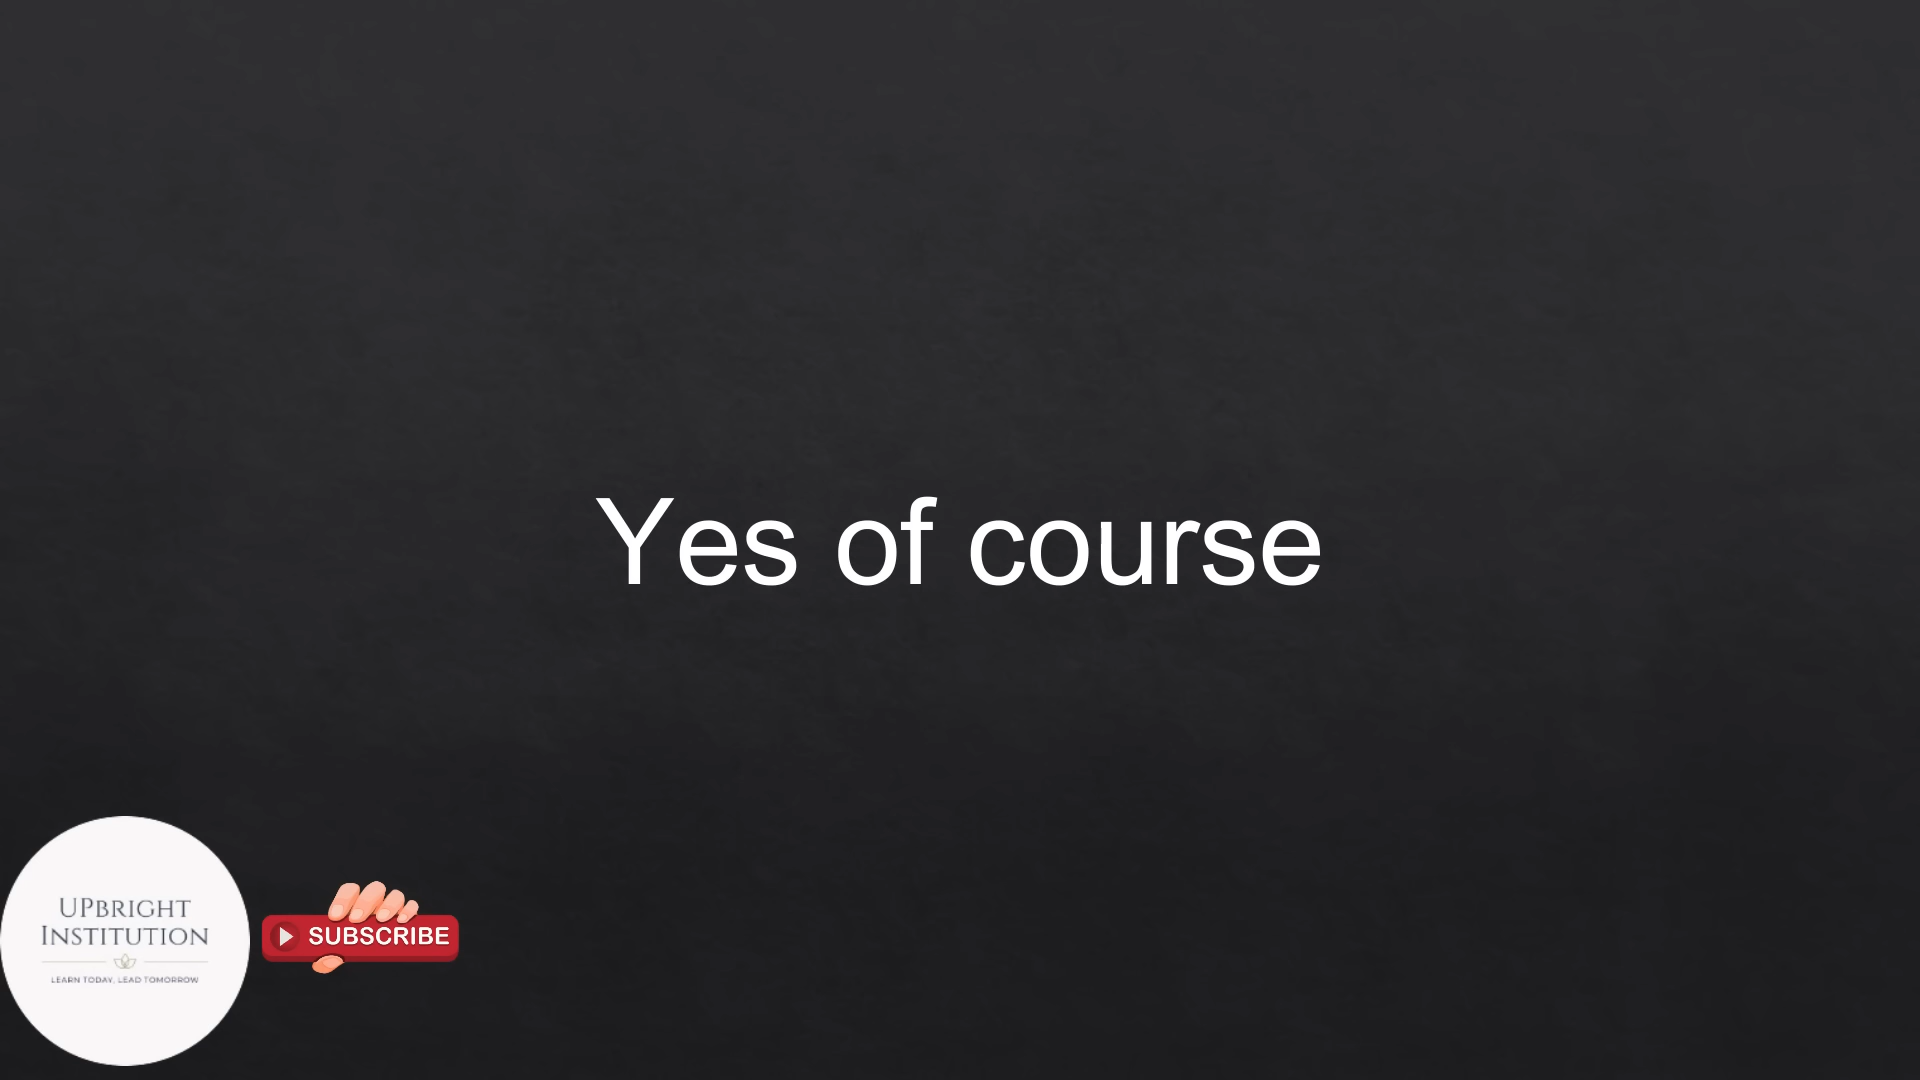 Yes of course
UPBRIGHT
INSTITUTION
LEARN TODAY, LEAD TOMORROW
SUBSCRIBE